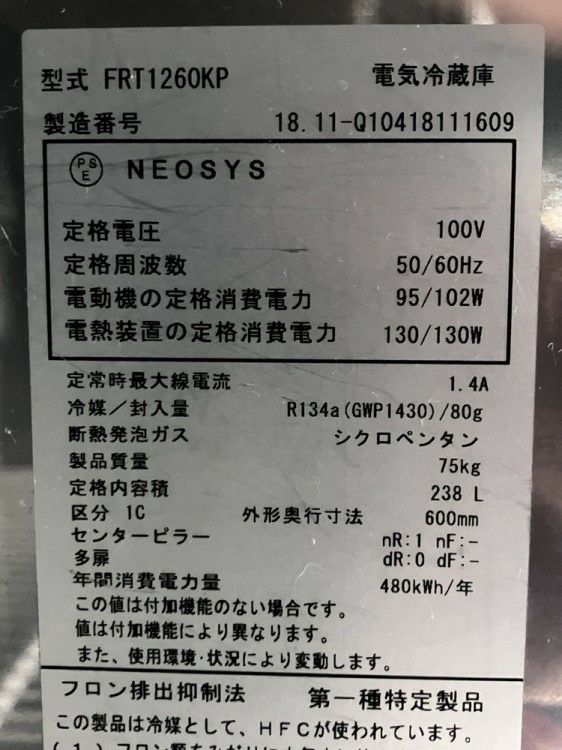 型式 FRT1260KP 電気冷蔵庫
製造番号 18.11-Q10418111609
PSE NEOSYS
定格電圧 100V
定格周波数 50/60Hz
電動機の定格消費電力 95/102W
電熱装置の定格消費電力 130/130W
定常時最大線電流 1.4A
冷媒/封入量 R134a(GWP1430)/80g
断熱発泡ガス シクロペンタン
製品質量 75kg
定格内容積 238 L
区分 1C 外形奥行寸法 600mm
センターピラー nR:1 nF:-
多扉 dR:0 dF:-
年間消費電力量 480kWh/年
この値は付加機能のない場合です。
値は付加機能により異なります。
また、使用環境・状況により変動します。
フロン排出抑制法 第一種特定製品
この製品は冷媒として、HFCが使われています。